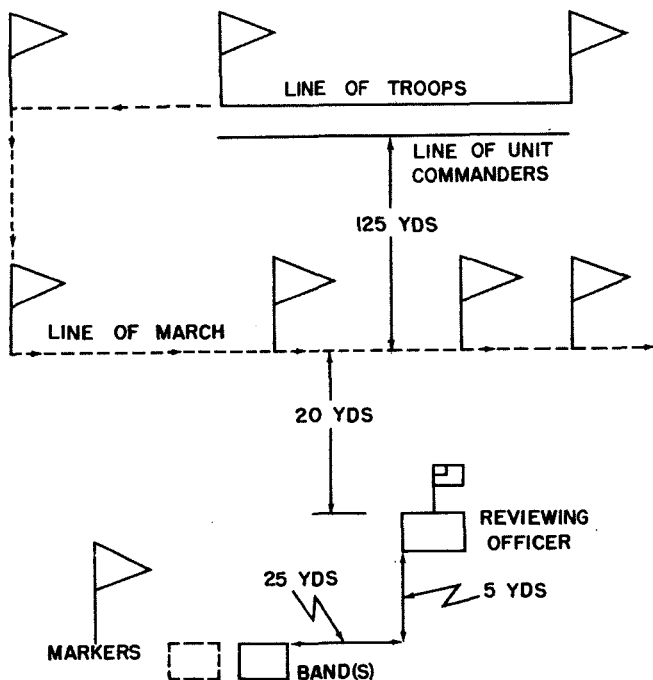 LINE OF TROOPS
LINE OF UNIT
COMMANDERS
125 YDS
LINE OF MARCH
20 YDS
REVIEWING
OFFICER
25 YDS
5 YDS
MARKERS
BAND(S)